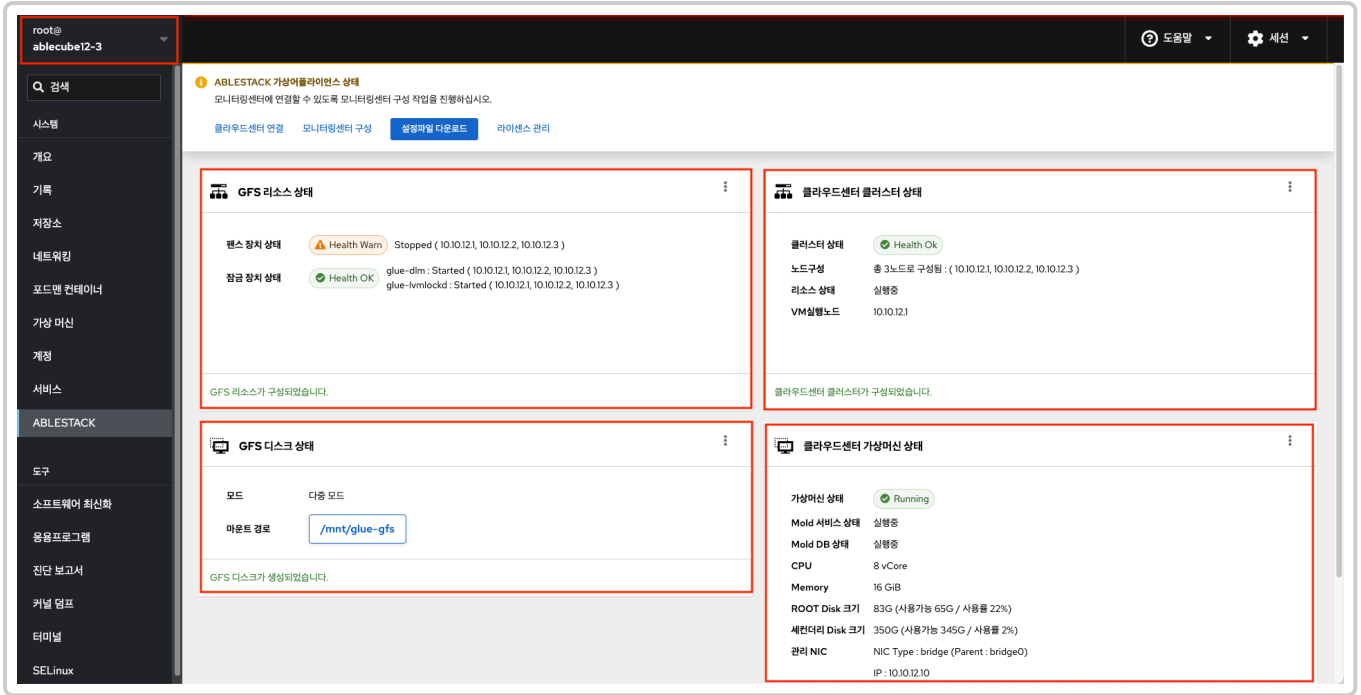 root@
ablecube12-3
도움말
세션
검색
시스템
개요
기록
저장소
네트워킹
포드맨 컨테이너
가상 머신
계정
서비스
ABLESTACK
도구
소프트웨어 최신화
응용프로그램
진단 보고서
커널 덤프
터미널
SELinux
ABLESTACK 가상어플라이언스 상태
모니터링센터에 연결할 수 있도록 모니터링센터 구성 작업을 진행하십시오.
클라우드센터 연결 모니터링센터 구성 설정파일 다운로드 라이센스 관리
GFS 리소스 상태
펜스 장치 상태 Health Warn Stopped ( 10.10.12.1, 10.10.12.2, 10.10.12.3 )
잠금 장치 상태 Health OK glue-dlm : Started ( 10.10.12.1, 10.10.12.2, 10.10.12.3 )
glue-lvmlockd : Started ( 10.10.12.1, 10.10.12.2, 10.10.12.3 )
GFS 리소스가 구성되었습니다.
클라우드센터 클러스터 상태
클러스터 상태 Health Ok
노드구성 총 3노드로 구성됨 : ( 10.10.12.1, 10.10.12.2, 10.10.12.3 )
리소스 상태 실행중
VM실행노드 10.10.12.1
클라우드센터 클러스터가 구성되었습니다.
GFS 디스크 상태
모드 다중 모드
마운트 경로 /mnt/glue-gfs
GFS 디스크가 생성되었습니다.
클라우드센터 가상머신 상태
가상머신 상태 Running
Mold 서비스 상태 실행중
Mold DB 상태 실행중
CPU 8 vCore
Memory 16 GiB
ROOT Disk 크기 83G (사용가능 65G / 사용률 22%)
세컨더리 Disk 크기 350G (사용가능 345G / 사용률 2%)
관리 NIC NIC Type : bridge (Parent : bridge0)
IP : 10.10.12.10